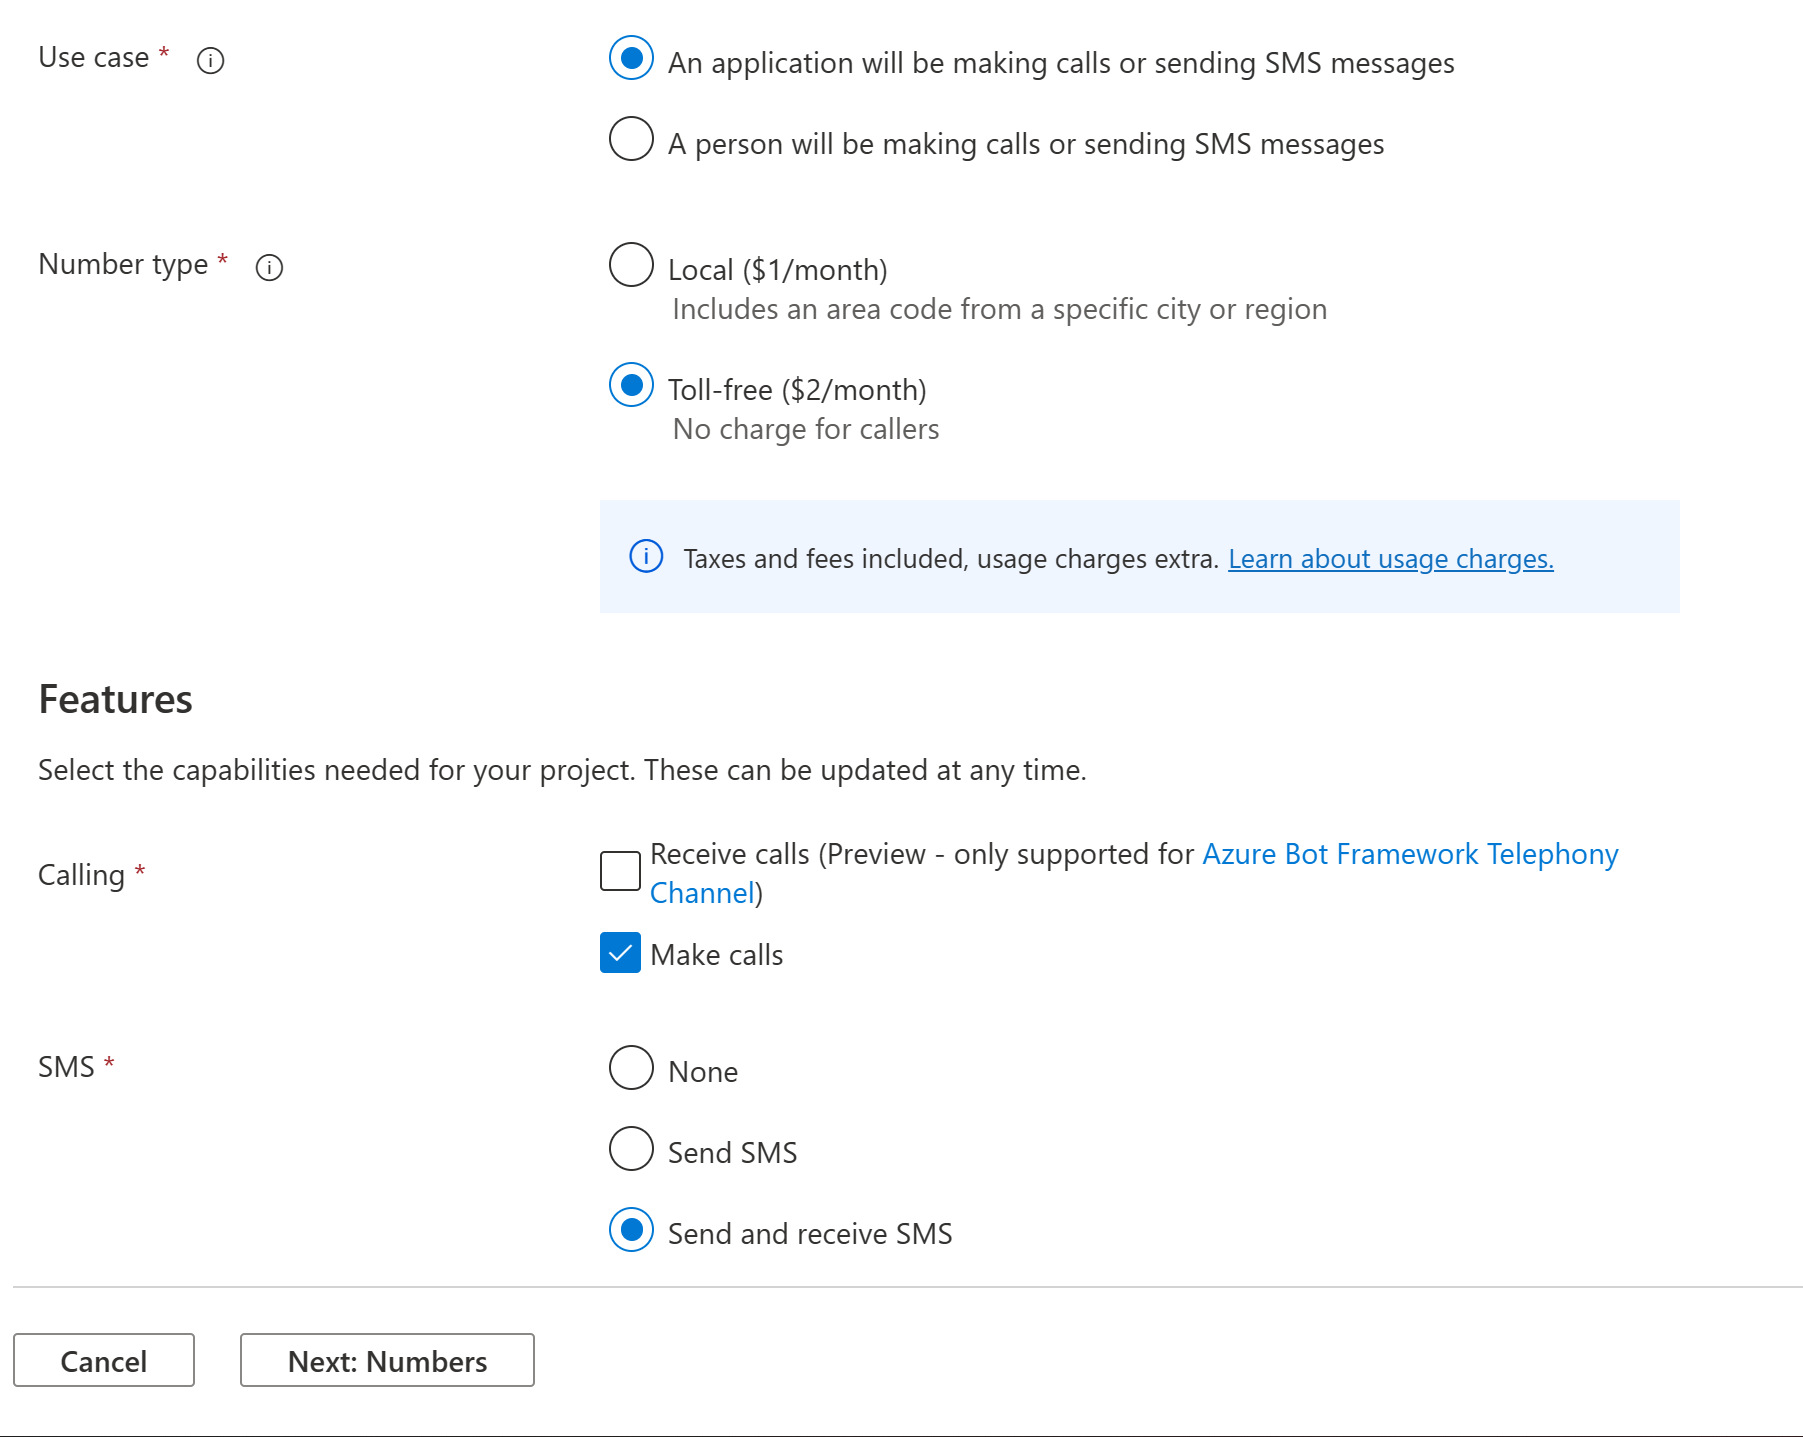 Use case *
An application will be making calls or sending SMS messages
A person will be making calls or sending SMS messages
Number type *
Local ($1/month)
Includes an area code from a specific city or region
Toll-free ($2/month)
No charge for callers
Taxes and fees included, usage charges extra. Learn about usage charges.
Features
Select the capabilities needed for your project. These can be updated at any time.
Calling *
Receive calls (Preview - only supported for Azure Bot Framework Telephony
Channel)
Make calls
SMS *
None
Send SMS
Send and receive SMS
Cancel
Next: Numbers